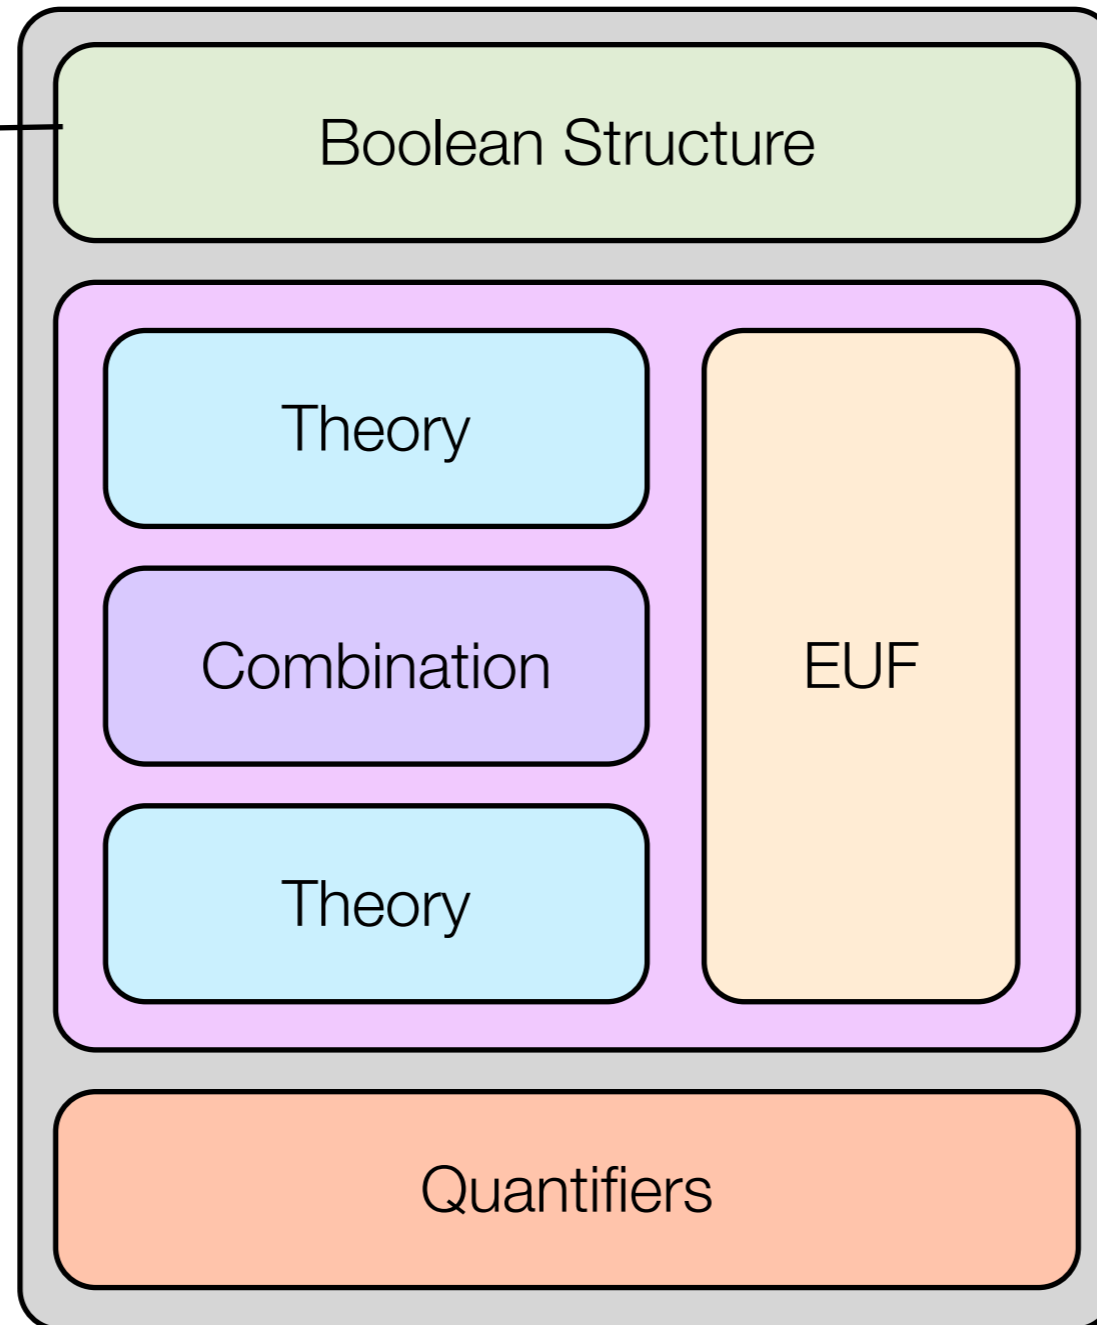 Boolean Structure
Theory
Combination
EUF
Theory
Quantifiers